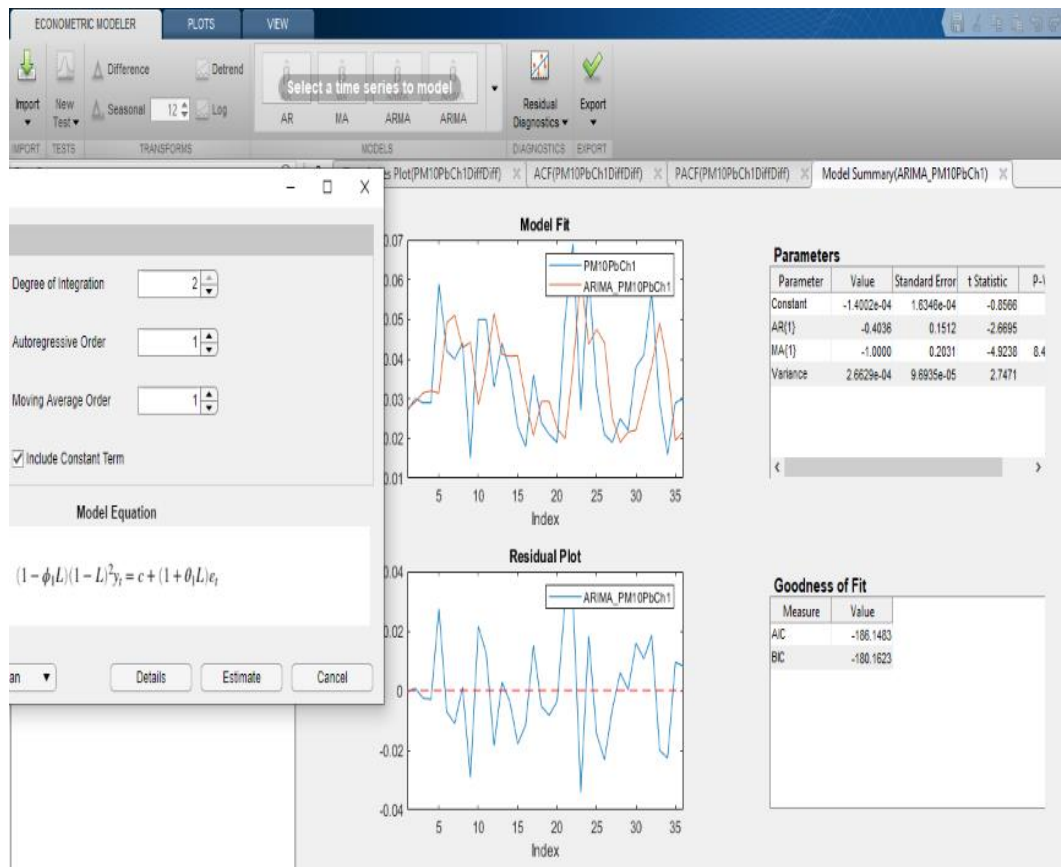 ECONOMETRIC MODELER PLOTS VIEW
Import New Test Difference Seasonal 12 Detrend Log
Select a time series to model
AR MA ARMA ARMA
Residual Diagnostics Export
IMPORT TESTS TRANSFORMS MODELS DIAGNOSTICS EXPORT
es Plot(PM10PbCh1DiffDiff) ACF(PM10PbCh1DiffDiff) PACF(PM10PbCh1DiffDiff) Model Summary(ARIMA_PM10PbCh1)
Degree of Integration 2
Autoregressive Order 1
Moving Average Order 1
Include Constant Term
Model Equation
(1 − ϕ₁L)(1 − L)²yₜ = c + (1 + θ₁L)eₜ
an Details Estimate Cancel
Model Fit
0.07
0.06
0.05
0.04
0.03
0.02
0.01
PM10PbCh1
ARIMA_PM10PbCh1
5 10 15 20 25 30 35
Index
Residual Plot
0.04
0.02
0
-0.02
-0.04
ARIMA_PM10PbCh1
5 10 15 20 25 30 35
Index
Parameters
Parameter Value Standard Error t Statistic P-V
Constant -1.4002e-04 1.6346e-04 -0.8566
AR{1} -0.4036 0.1512 -2.6695
MA{1} -1.0000 0.2031 -4.9238 8.4
Variance 2.6629e-04 9.6935e-05 2.7471
Goodness of Fit
Measure Value
AIC -186.1483
BIC -180.1623